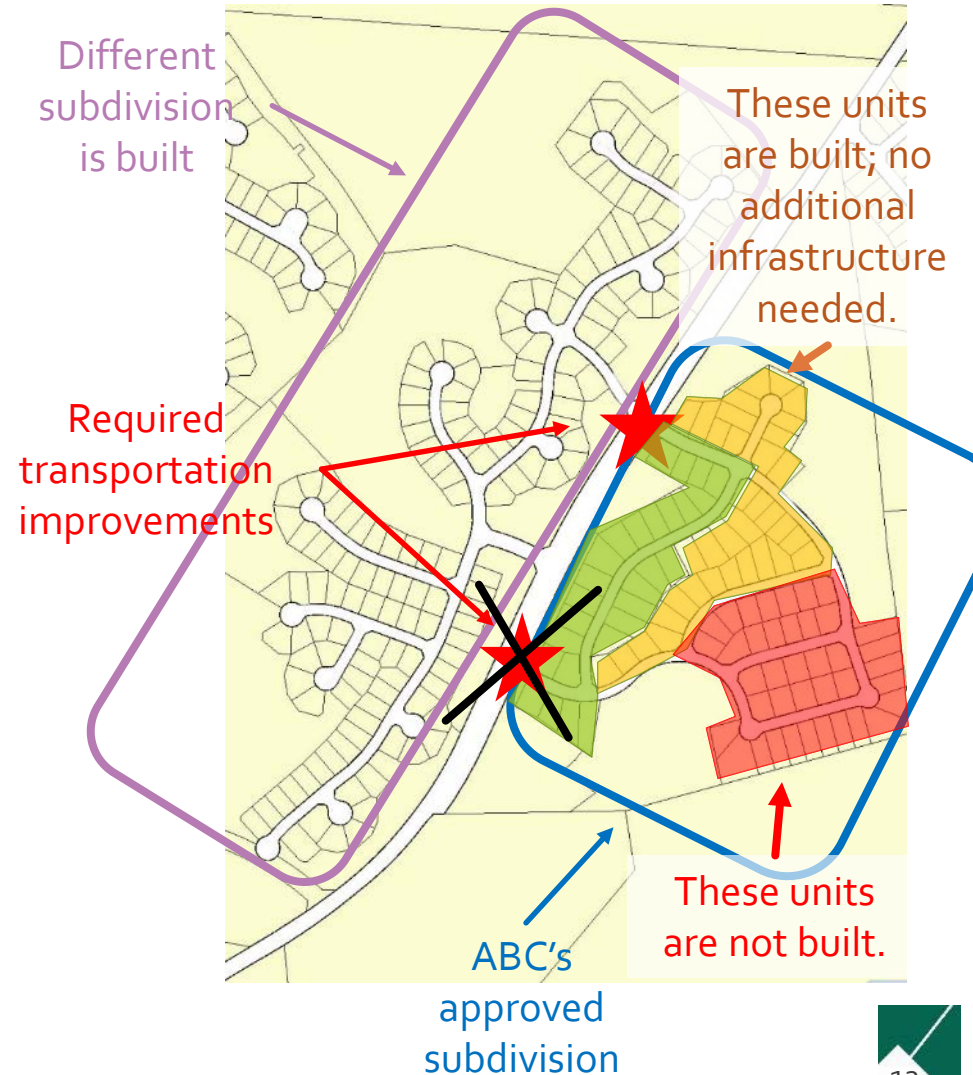 Different
subdivision
is built
These units
are built; no
additional
infrastructure
needed.
Required
transportation
improvements
These units
are not built.
ABC's
approved
subdivision